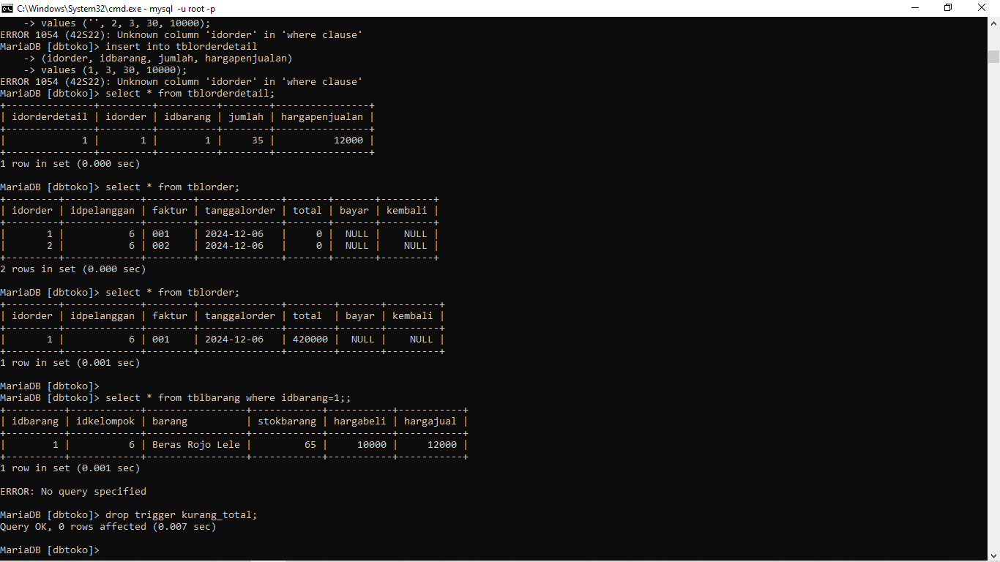 C:\Windows\System32\cmd.exe - mysql  -u root -p
    -> values ('', 2, 3, 30, 10000);
ERROR 1054 (42S22): Unknown column 'idorder' in 'where clause'
MariaDB [dbtoko]> insert into tblorderdetail
    -> (idorder, idbarang, jumlah, hargapenjualan)
    -> values (1, 3, 30, 10000);
ERROR 1054 (42S22): Unknown column 'idorder' in 'where clause'
MariaDB [dbtoko]> select * from tblorderdetail;
+---------------+---------+----------+--------+----------------+
| idorderdetail | idorder | idbarang | jumlah | hargapenjualan |
+---------------+---------+----------+--------+----------------+
|             1 |       1 |        1 |     35 |          12000 |
+---------------+---------+----------+--------+----------------+
1 row in set (0.000 sec)

MariaDB [dbtoko]> select * from tblorder;
+---------+-------------+--------+--------------+-------+-------+---------+
| idorder | idpelanggan | faktur | tanggalorder | total | bayar | kembali |
+---------+-------------+--------+--------------+-------+-------+---------+
|       1 |           6 | 001    | 2024-12-06   |     0 |  NULL |    NULL |
|       2 |           6 | 002    | 2024-12-06   |     0 |  NULL |    NULL |
+---------+-------------+--------+--------------+-------+-------+---------+
2 rows in set (0.000 sec)

MariaDB [dbtoko]> select * from tblorder;
+---------+-------------+--------+--------------+--------+-------+---------+
| idorder | idpelanggan | faktur | tanggalorder | total  | bayar | kembali |
+---------+-------------+--------+--------------+--------+-------+---------+
|       1 |           6 | 001    | 2024-12-06   | 420000 |  NULL |    NULL |
+---------+-------------+--------+--------------+--------+-------+---------+
1 row in set (0.001 sec)

MariaDB [dbtoko]>
MariaDB [dbtoko]> select * from tblbarang where idbarang=1;;
+----------+------------+-----------------+------------+-----------+-----------+
| idbarang | idkelompok | barang          | stokbarang | hargabeli | hargajual |
+----------+------------+-----------------+------------+-----------+-----------+
|        1 |          6 | Beras Rojo Lele |         65 |     10000 |     12000 |
+----------+------------+-----------------+------------+-----------+-----------+
1 row in set (0.001 sec)

ERROR: No query specified

MariaDB [dbtoko]> drop trigger kurang_total;
Query OK, 0 rows affected (0.007 sec)

MariaDB [dbtoko]>